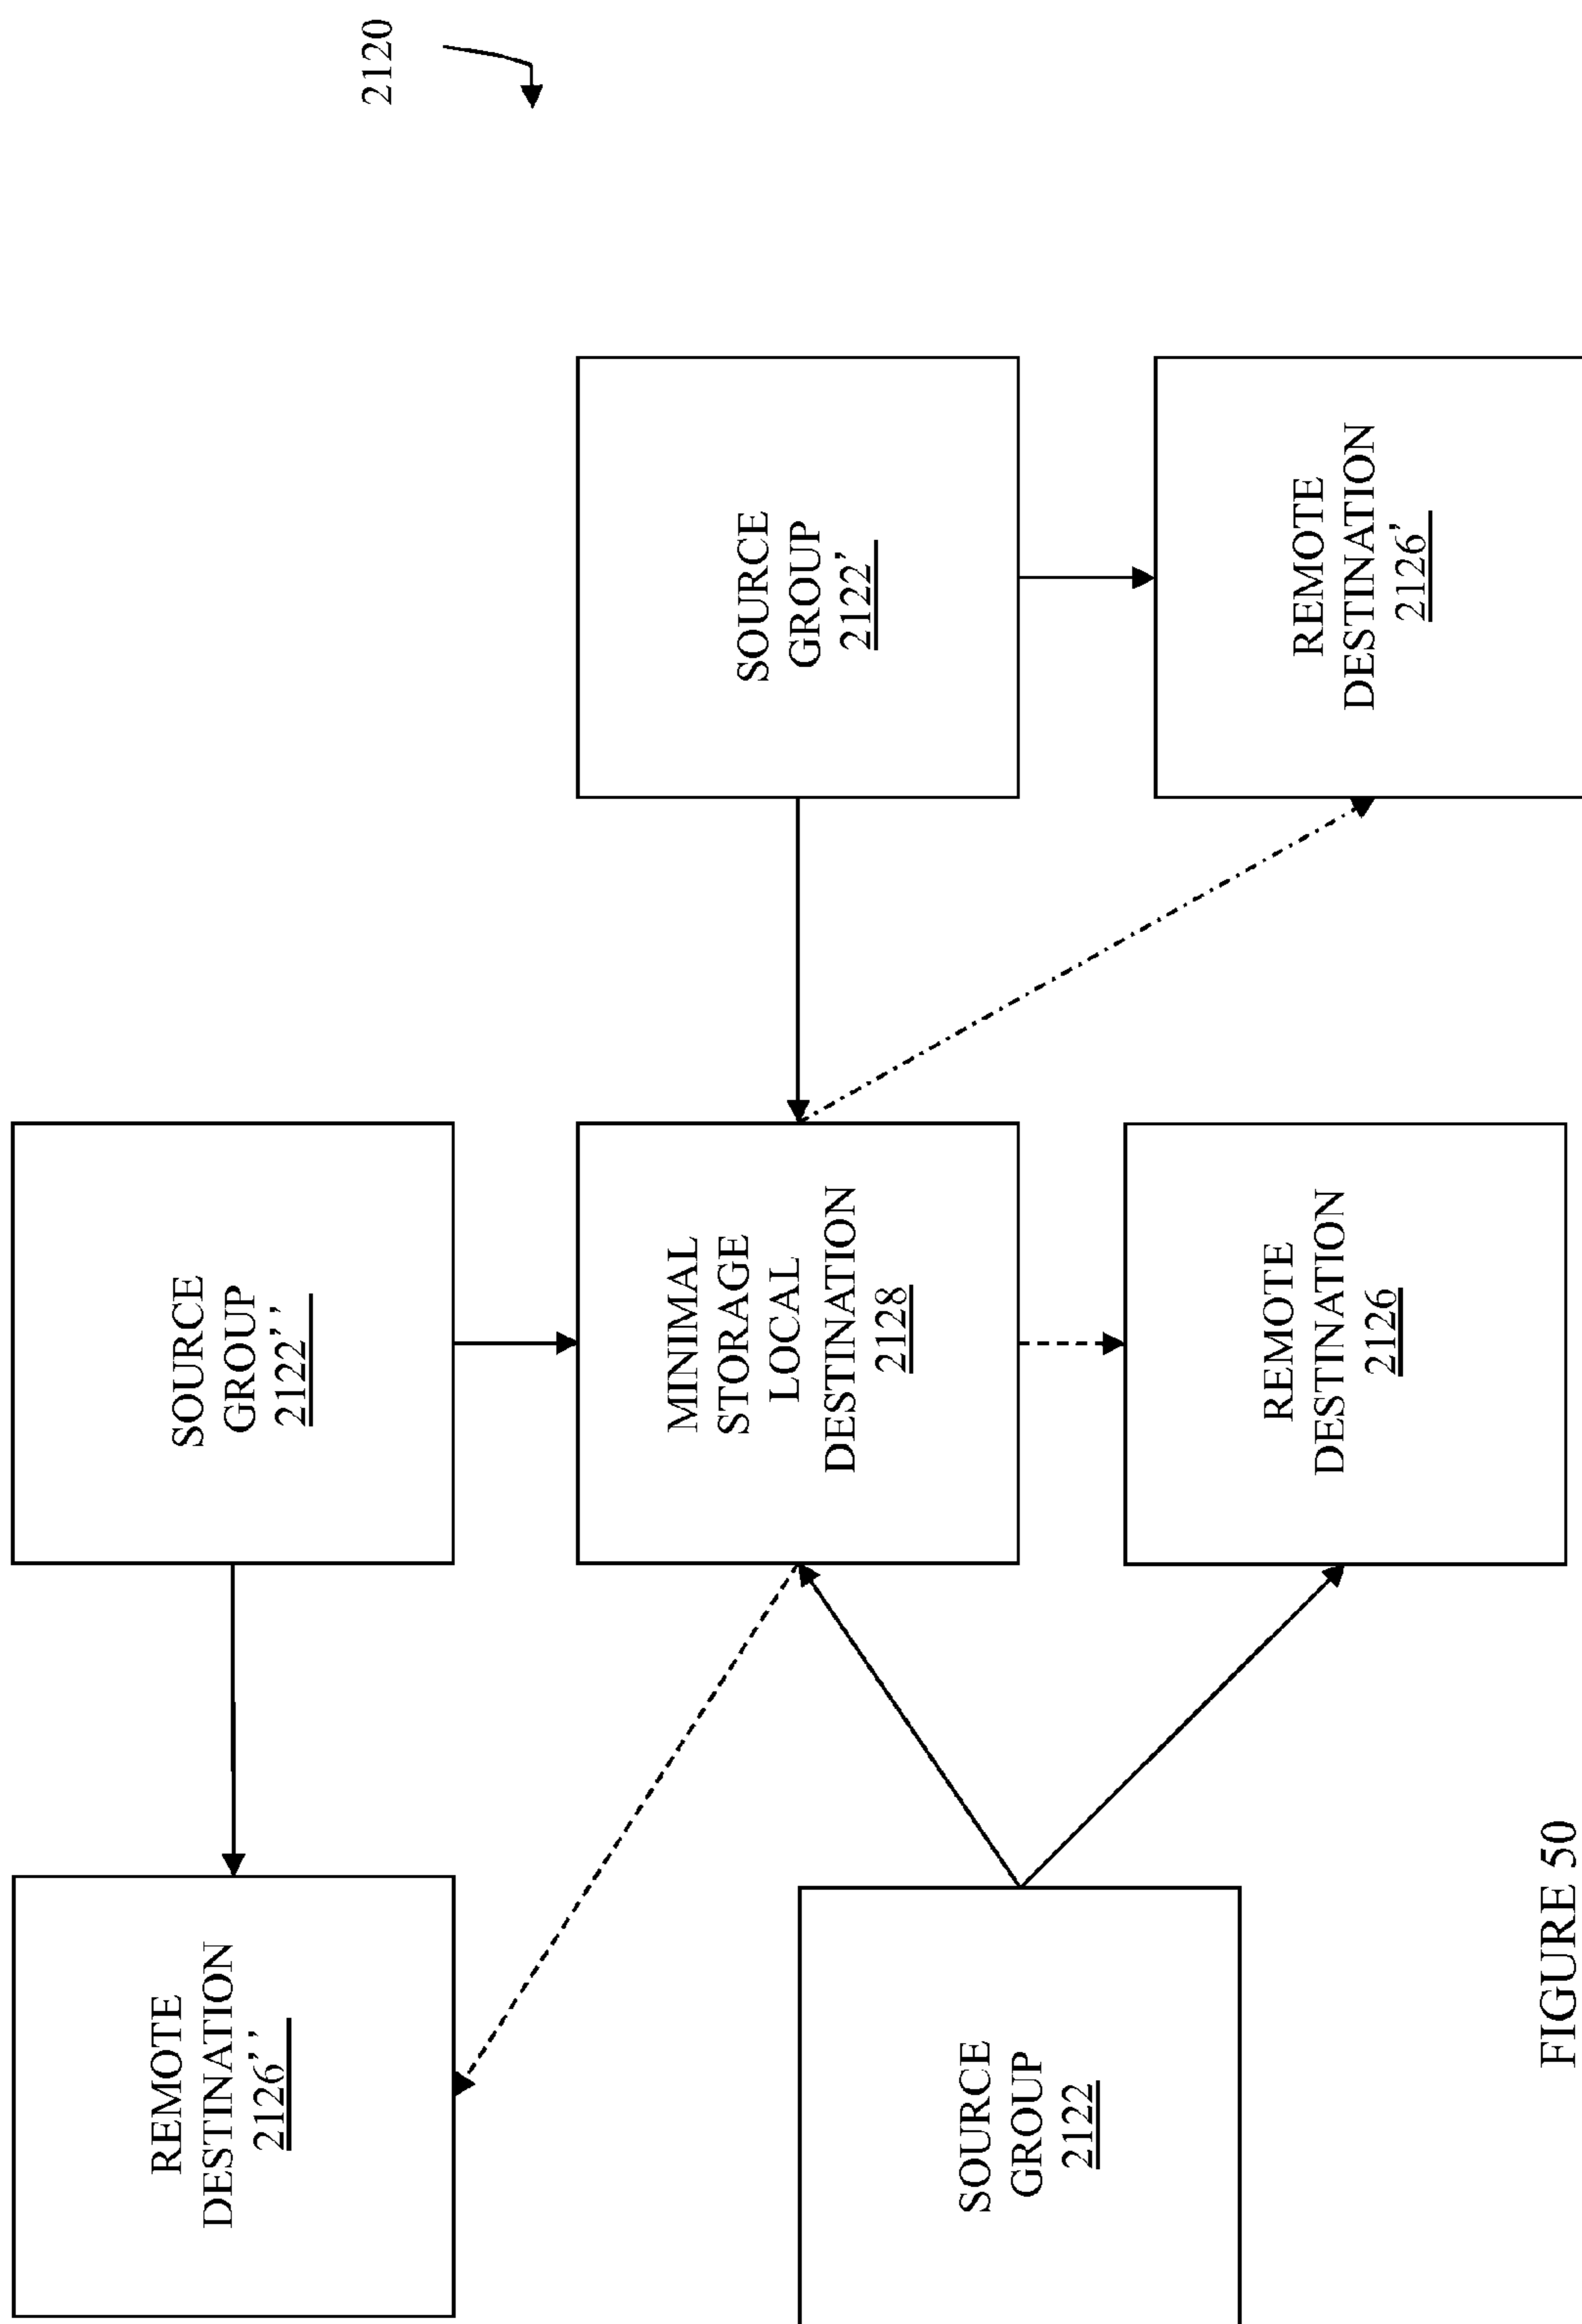 REMOTE
DESTINATION
2126’’
SOURCE
GROUP
2122’’
2120
MINIMAL
STORAGE
LOCAL
DESTINATION
2128
SOURCE
GROUP
2122’
SOURCE
GROUP
2122
REMOTE
DESTINATION
2126
REMOTE
DESTINATION
2126’
FIGURE 50